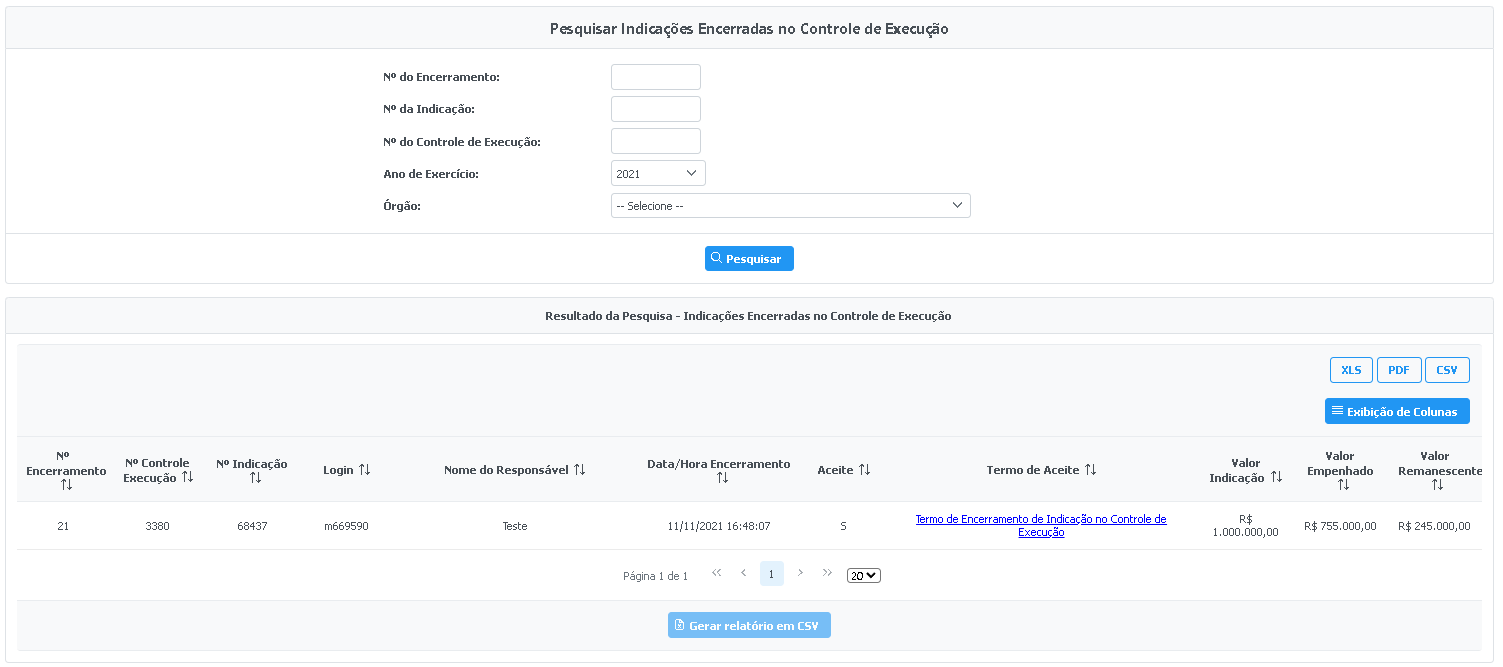 Pesquisar Indicações Encerradas no Controle de Execução
Nº do Encerramento:
Nº da Indicação:
Nº do Controle de Execução:
Ano de Exercício:
2021
Órgão:
-- Selecione --
Pesquisar
Resultado da Pesquisa - Indicações Encerradas no Controle de Execução
XLS PDF CSV
Exibição de Colunas
Nº
Encerramento
Nº Controle
Execução
Nº Indicação
Login
Nome do Responsável
Data/Hora Encerramento
Aceite
Termo de Aceite
Valor
Indicação
Valor
Empenhado
Valor
Remanescente
21
3380
68437
m669590
Teste
11/11/2021 16:48:07
S
Termo de Encerramento de Indicação no Controle de
Execução
R$
1.000.000,00
R$ 755.000,00
R$ 245.000,00
Página 1 de 1
1
20
Gerar relatório em CSV